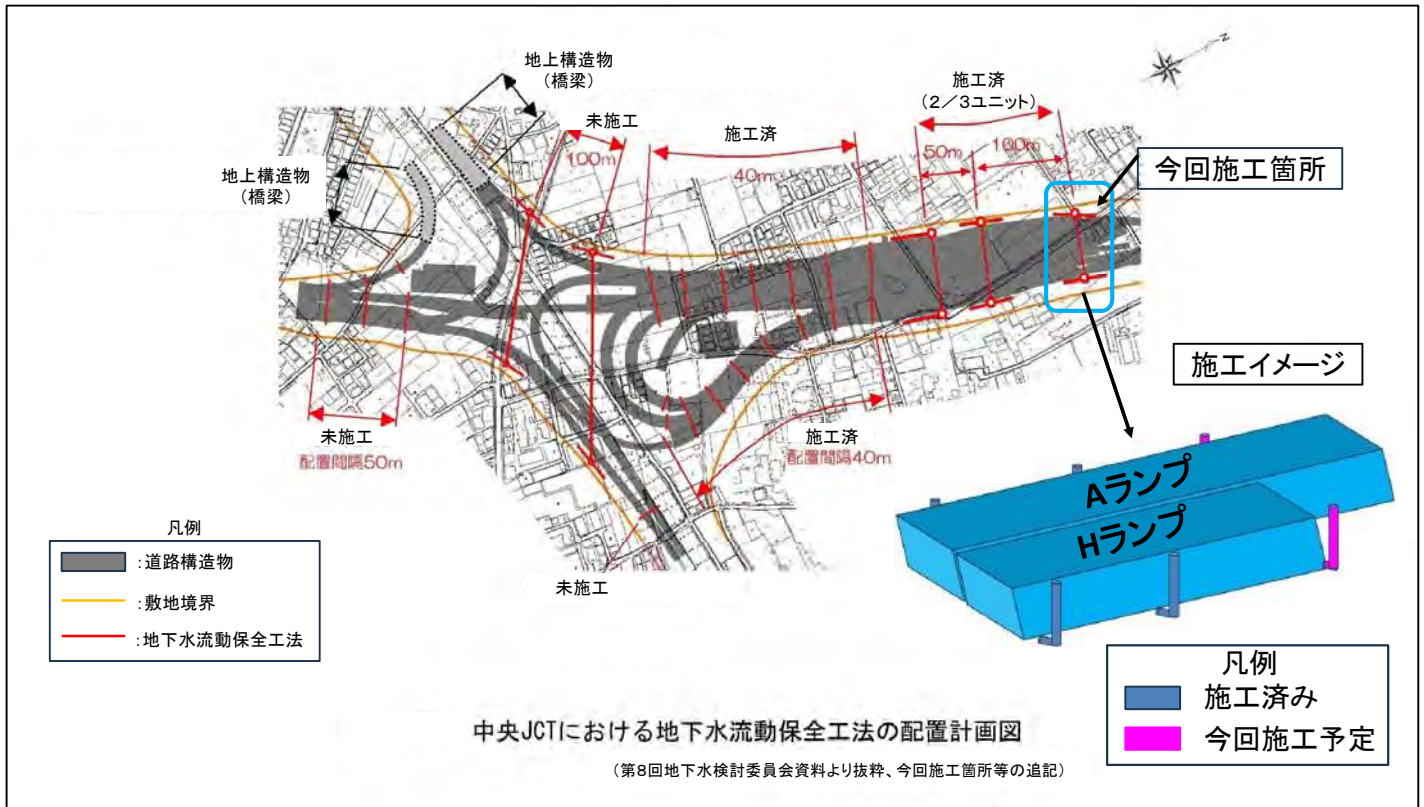 地上構造物
(橋梁)
N
施工済
(2/3ユニット)
未施工
施工済
100m
50m
100m
今回施工箇所
地上構造物
(橋梁)
40m
施工イメージ
未施工
配置間隔50m
施工済
配置間隔40m
Aランプ
Hランプ
凡例
:道路構造物
:敷地境界
:地下水流動保全工法
未施工
凡例
施工済み
今回施工予定
中央JCTにおける地下水流動保全工法の配置計画図
(第8回地下水検討委員会資料より抜粋、今回施工箇所等の追記)